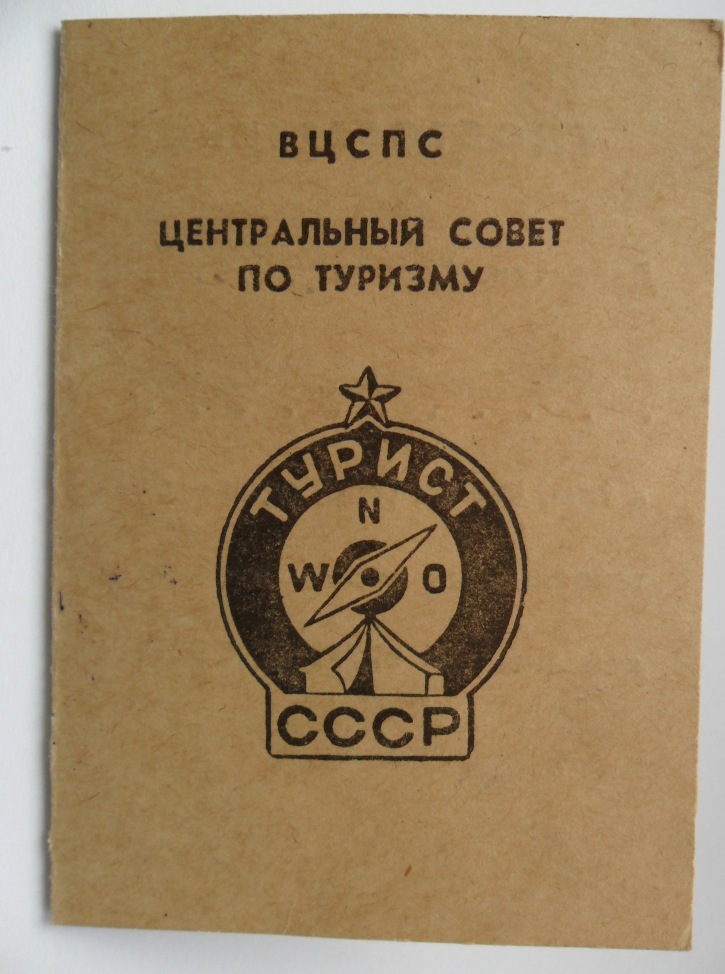 ВЦСПС
ЦЕНТРАЛЬНЫЙ СОВЕТ
ПО ТУРИЗМУ
ТУРИСТ
N
W O
СССР